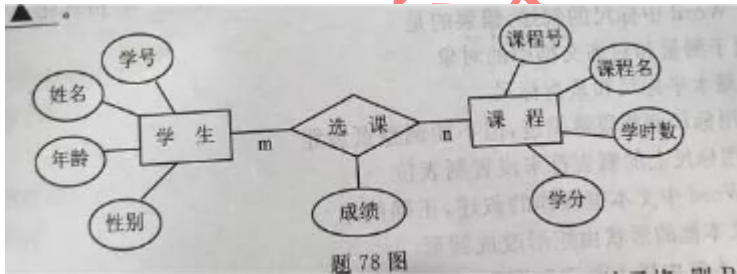 ▲。
学号
姓名
年龄
性别
学 生
m
选 课
成绩
n
课 程
课程号
课程名
学时数
学分
题 78 图